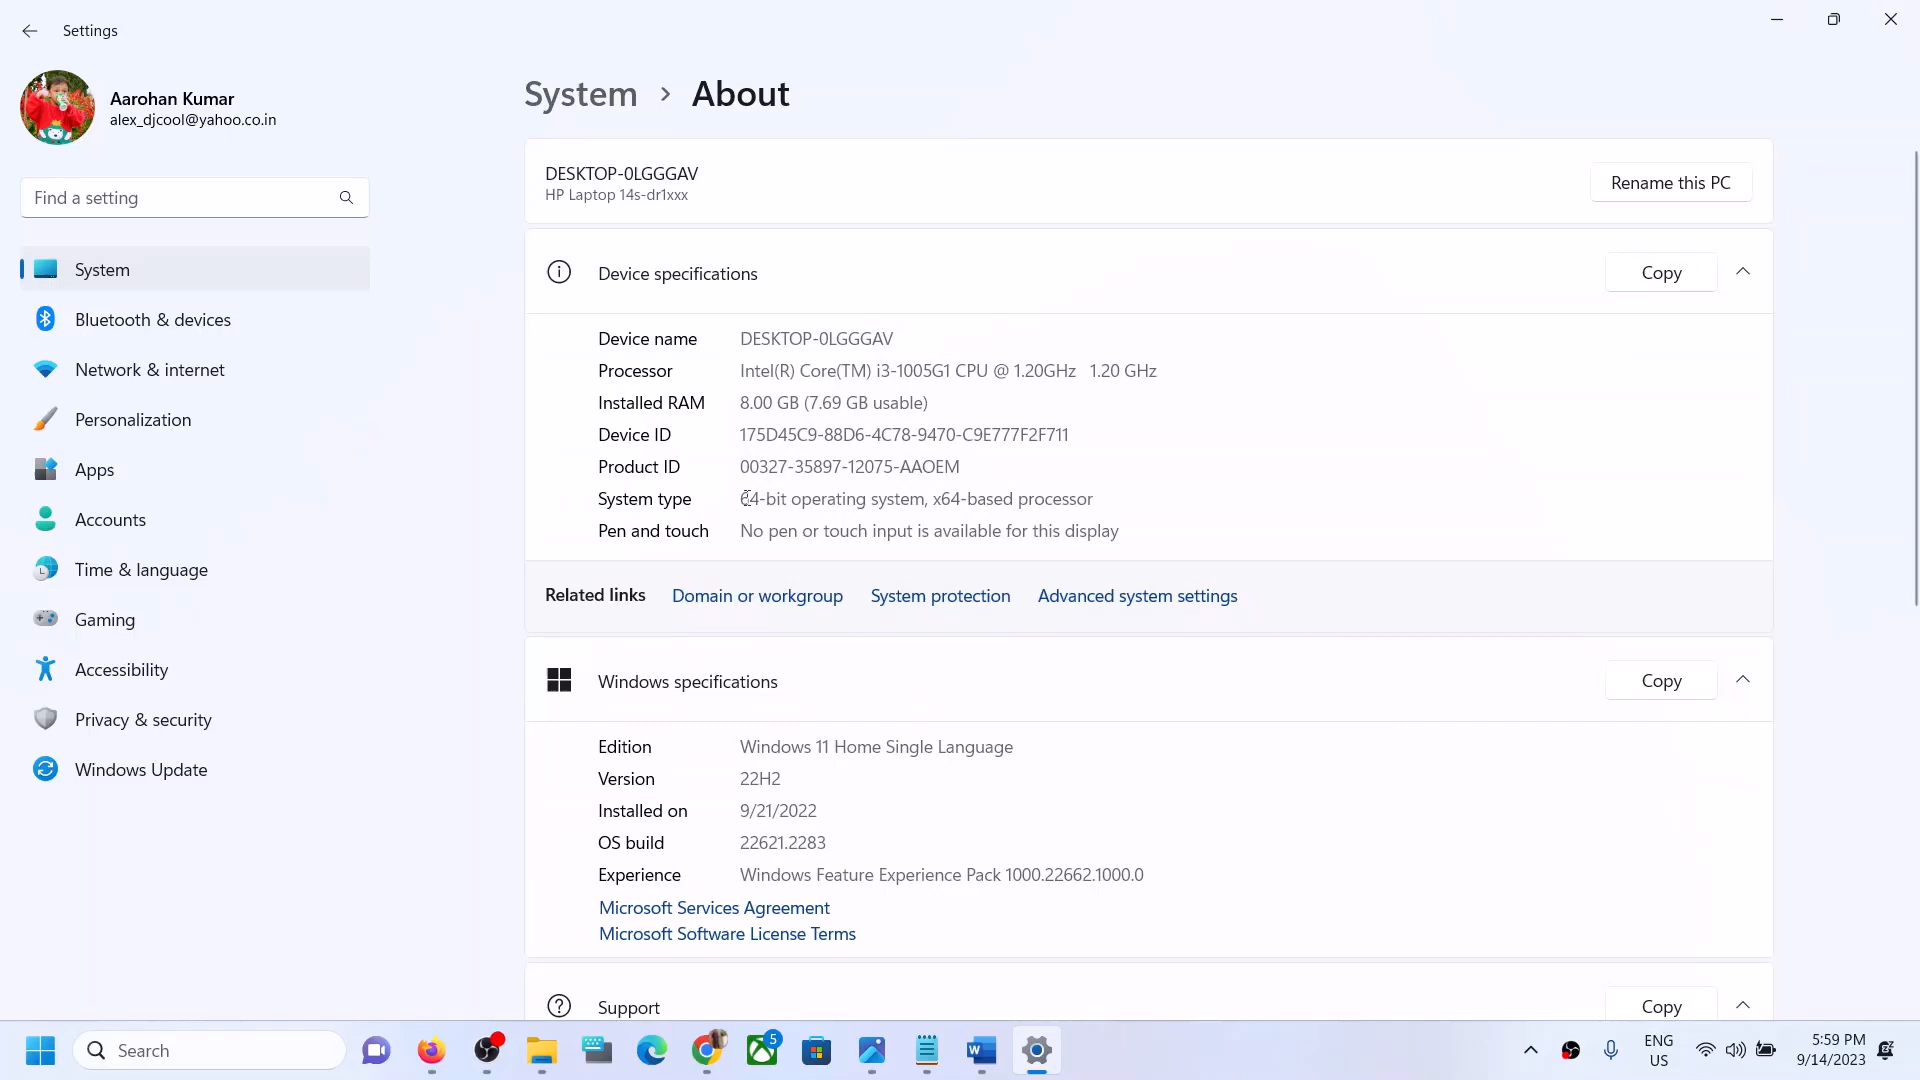 Settings
Aarohan Kumar
alex_djcool@yahoo.co.in
Find a setting
System
Bluetooth & devices
Network & internet
Personalization
Apps
Accounts
Time & language
Gaming
Accessibility
Privacy & security
Windows Update
System > About
DESKTOP-0LGGGAV
HP Laptop 14s-dr1xxx
Rename this PC
Device specifications
Copy
Device name DESKTOP-0LGGGAV
Processor Intel(R) Core(TM) i3-1005G1 CPU @ 1.20GHz 1.20 GHz
Installed RAM 8.00 GB (7.69 GB usable)
Device ID 175D45C9-88D6-4C78-9470-C9E777F2F711
Product ID 00327-35897-12075-AAOEM
System type 64-bit operating system, x64-based processor
Pen and touch No pen or touch input is available for this display
Related links Domain or workgroup System protection Advanced system settings
Windows specifications
Copy
Edition Windows 11 Home Single Language
Version 22H2
Installed on 9/21/2022
OS build 22621.2283
Experience Windows Feature Experience Pack 1000.22662.1000.0
Microsoft Services Agreement
Microsoft Software License Terms
Support
Copy
Search
5
ENG
US
5:59 PM
9/14/2023